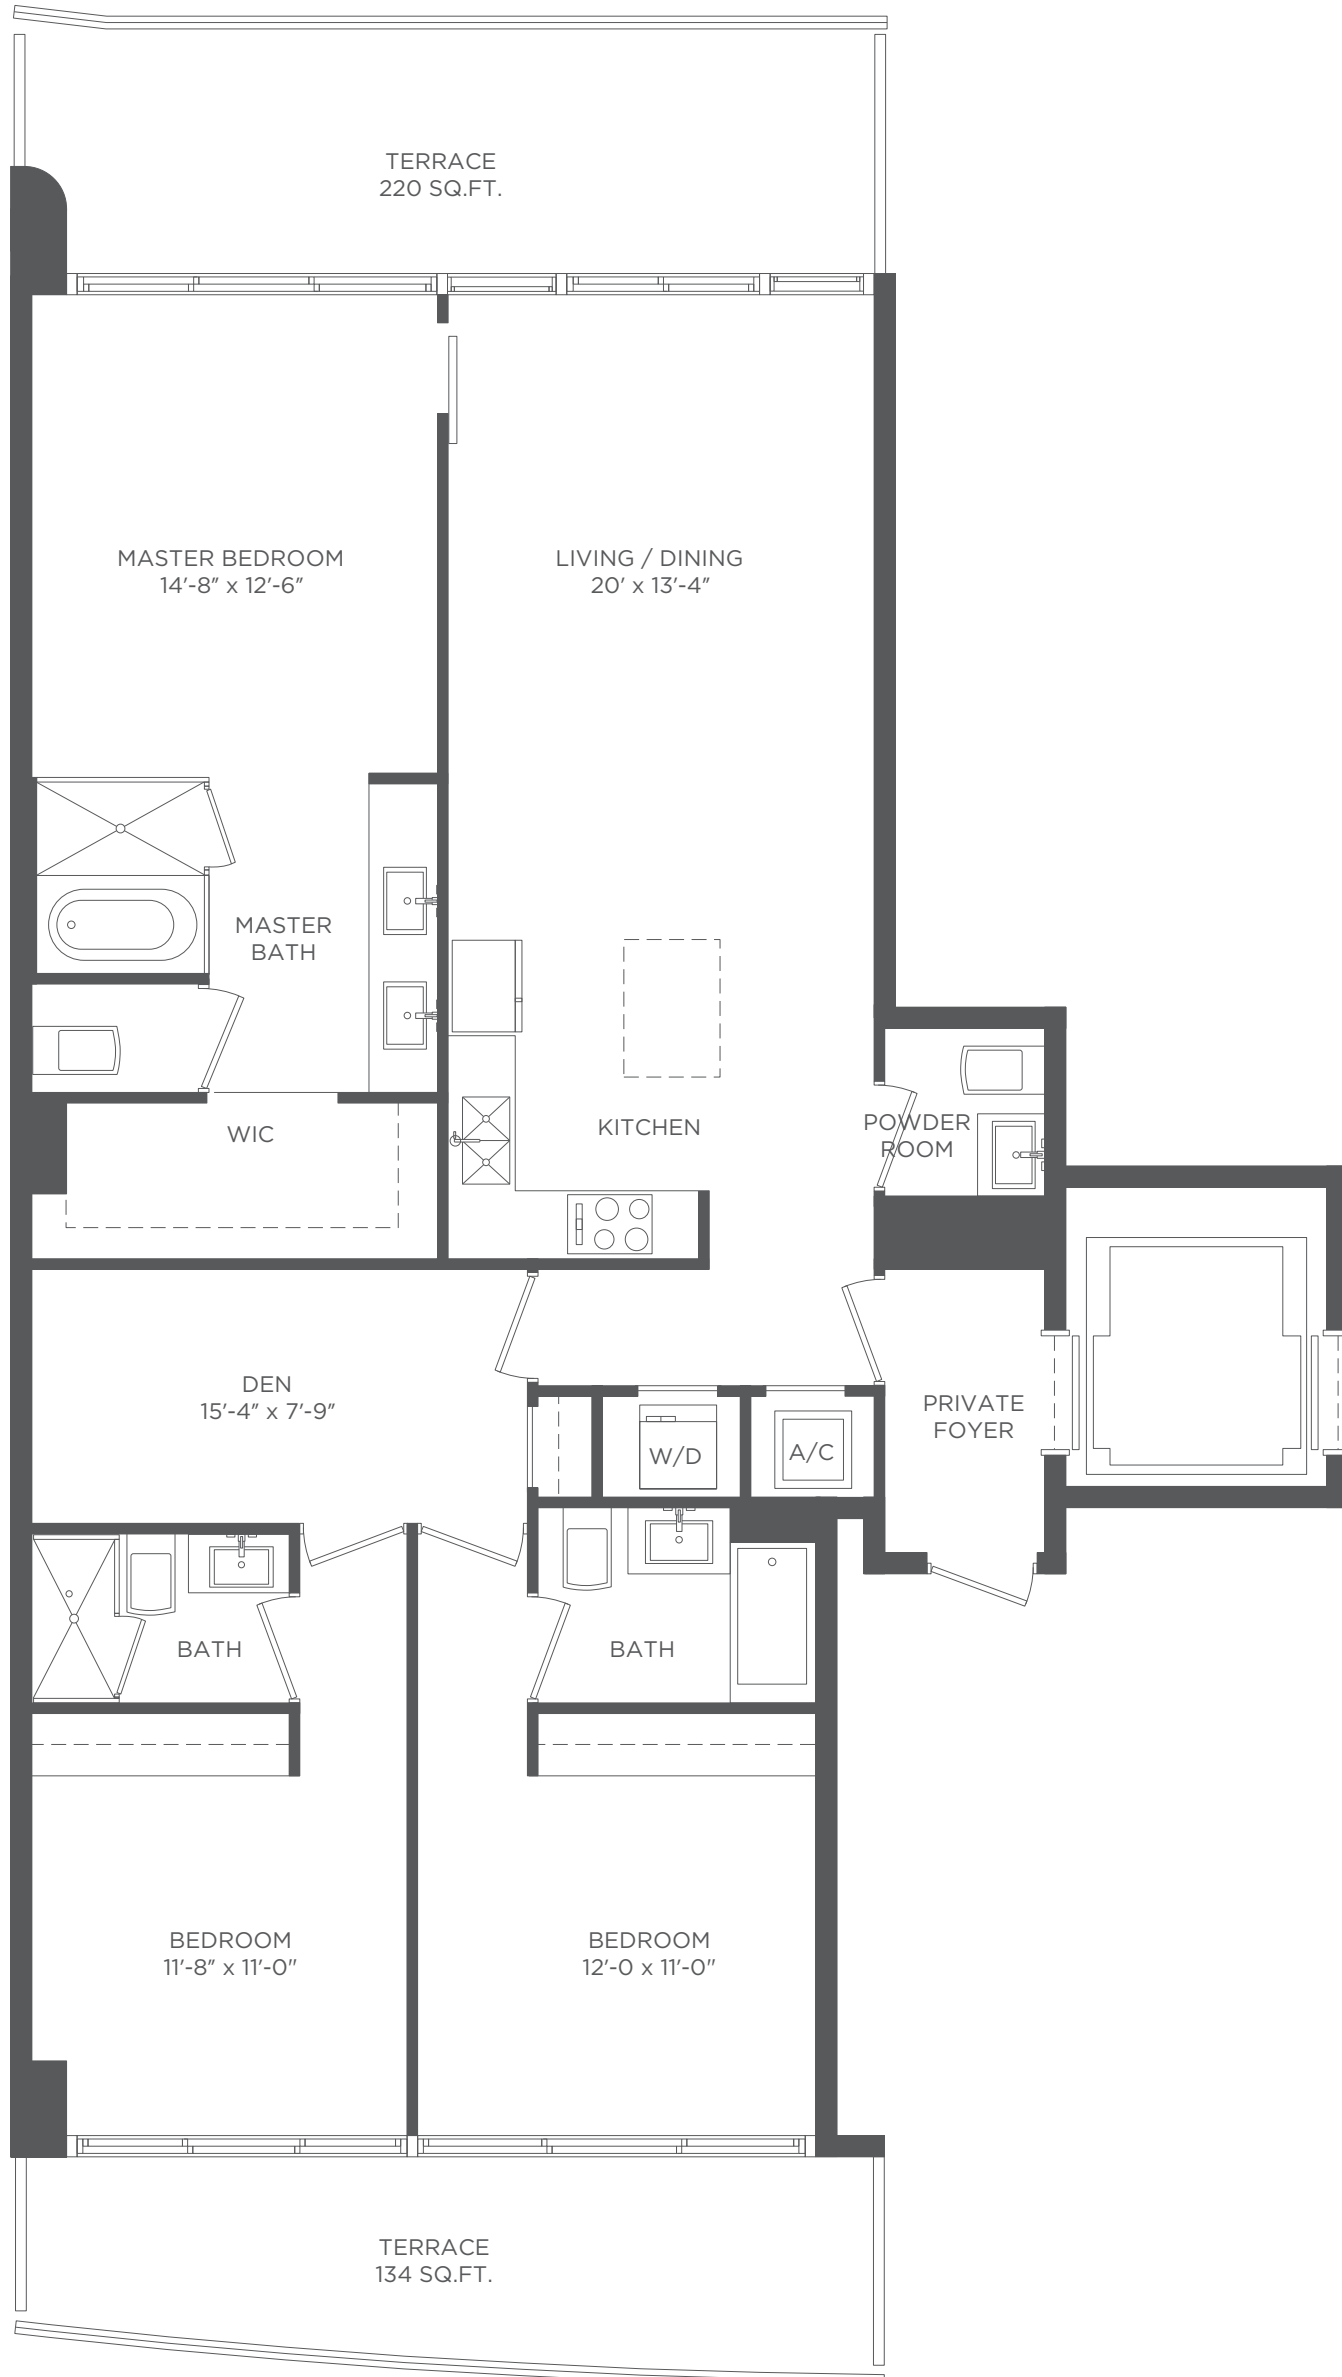 TERRACE
220 SQ.FT.
MASTER BEDROOM
14'-8" x 12'-6"
LIVING / DINING
20' x 13'-4"
MASTER
BATH
WIC
KITCHEN
POWDER
ROOM
DEN
15'-4" x 7'-9"
PRIVATE
FOYER
W/D
A/C
BATH
BATH
BEDROOM
11'-8" x 11'-0"
BEDROOM
12'-0 x 11'-0"
TERRACE
134 SQ.FT.